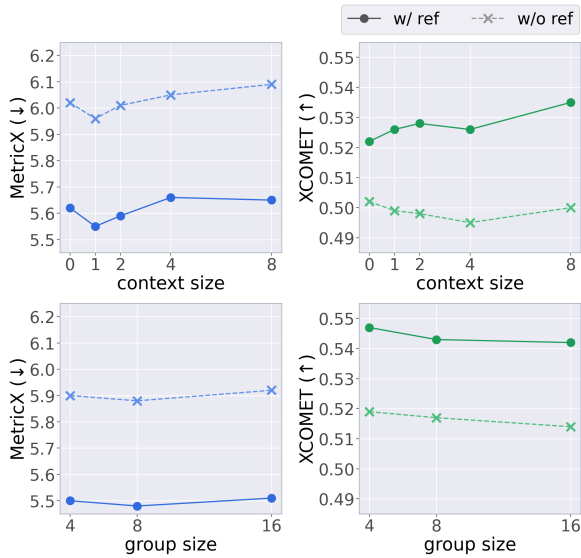 w/ ref w/o ref
MetricX (↓)
6.2
6.1
6.0
5.9
5.8
5.7
5.6
5.5
0 1 2 4 8
context size
XCOMET (↑)
0.55
0.54
0.53
0.52
0.51
0.50
0.49
0 1 2 4 8
context size
MetricX (↓)
6.2
6.1
6.0
5.9
5.8
5.7
5.6
5.5
4 8 16
group size
XCOMET (↑)
0.55
0.54
0.53
0.52
0.51
0.50
0.49
4 8 16
group size